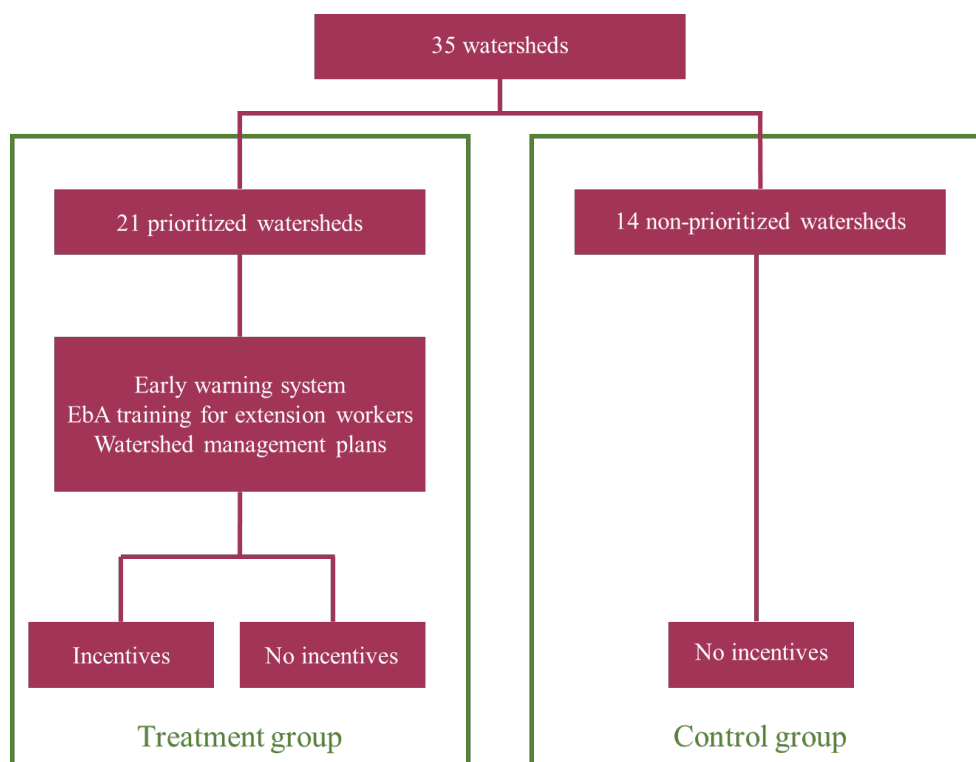 35 watersheds
21 prioritized watersheds
14 non-prioritized watersheds
Early warning system
EbA training for extension workers
Watershed management plans
Incentives
No incentives
No incentives
Treatment group
Control group